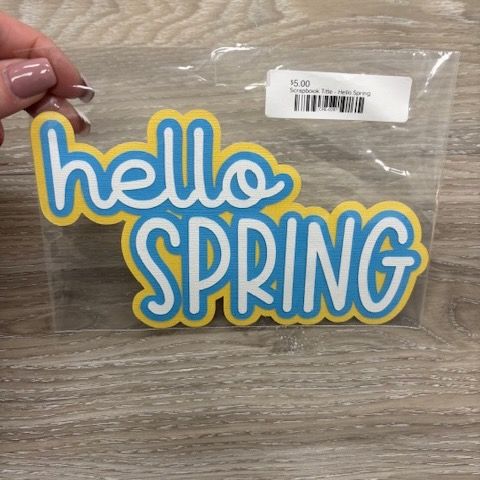 $5.00
Scrapbook Title - Hello Spring
hello
SPRING